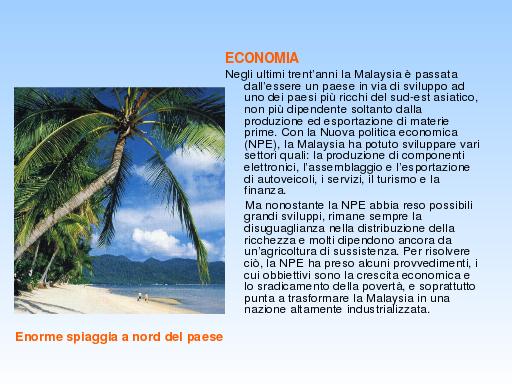 ECONOMIA
Negli ultimi trent'anni la Malaysia è passata
dall'essere un paese in via di sviluppo ad
uno dei paesi più ricchi del sud-est asiatico,
non più dipendente soltanto dalla
produzione ed esportazione di materie
prime. Con la Nuova politica economica
(NPE), la Malaysia ha potuto sviluppare vari
settori quali: la produzione di componenti
elettronici, l'assemblaggio e l'esportazione
di autoveicoli, i servizi, il turismo e la
finanza.
Ma nonostante la NPE abbia reso possibili
grandi sviluppi, rimane sempre la
disuguaglianza nella distribuzione della
ricchezza e molti dipendono ancora da
un'agricoltura di sussistenza. Per risolvere
ciò, la NPE ha preso alcuni provvedimenti, i
cui obbiettivi sono la crescita economica e
lo sradicamento della povertà, e soprattutto
punta a trasformare la Malaysia in una
nazione altamente industrializzata.
Enorme spiaggia a nord del paese